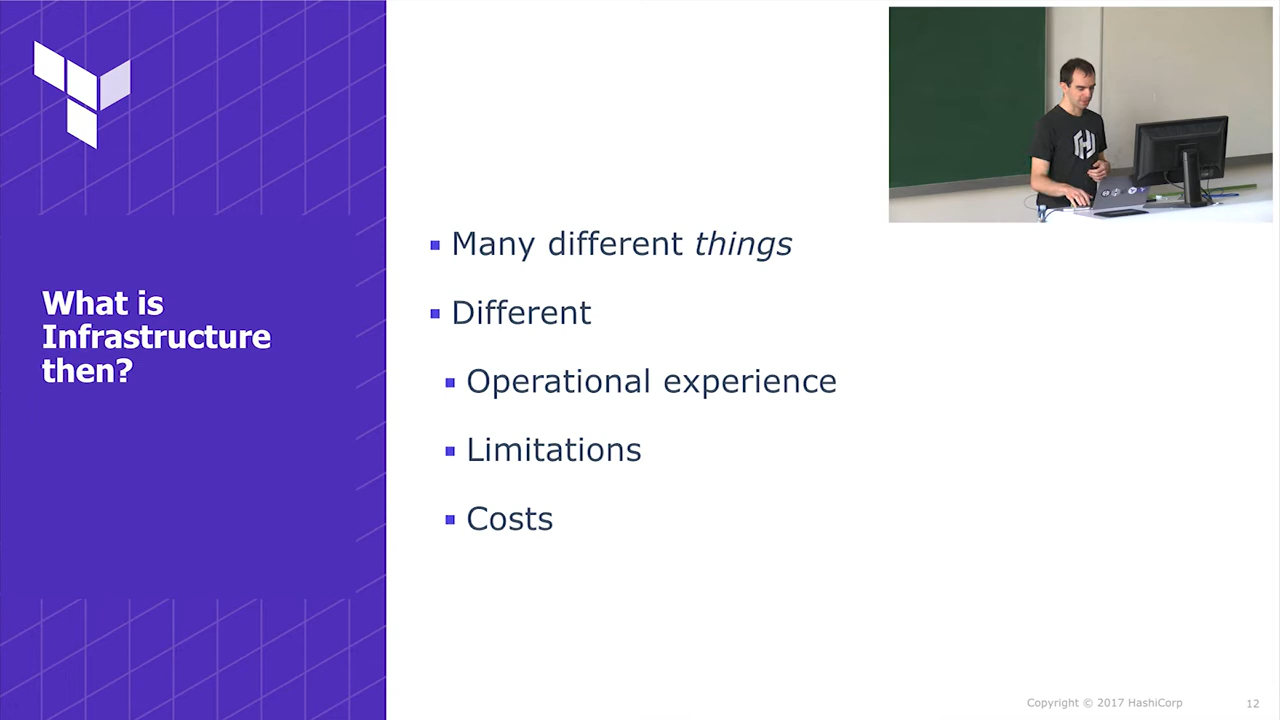 What is
Infrastructure
then?
Many different things
Different
Operational experience
Limitations
Costs
Copyright © 2017 HashiCorp
12